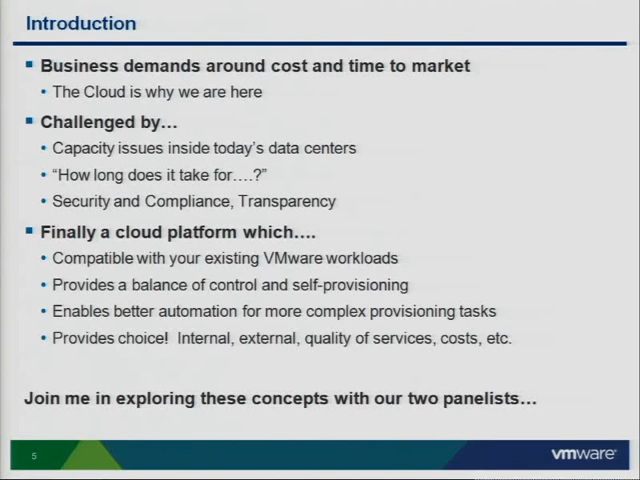 Introduction
Business demands around cost and time to market
The Cloud is why we are here
Challenged by…
Capacity issues inside today's data centers
“How long does it take for….?”
Security and Compliance, Transparency
Finally a cloud platform which….
Compatible with your existing VMware workloads
Provides a balance of control and self-provisioning
Enables better automation for more complex provisioning tasks
Provides choice!  Internal, external, quality of services, costs, etc.
Join me in exploring these concepts with our two panelists…
5
vmware®